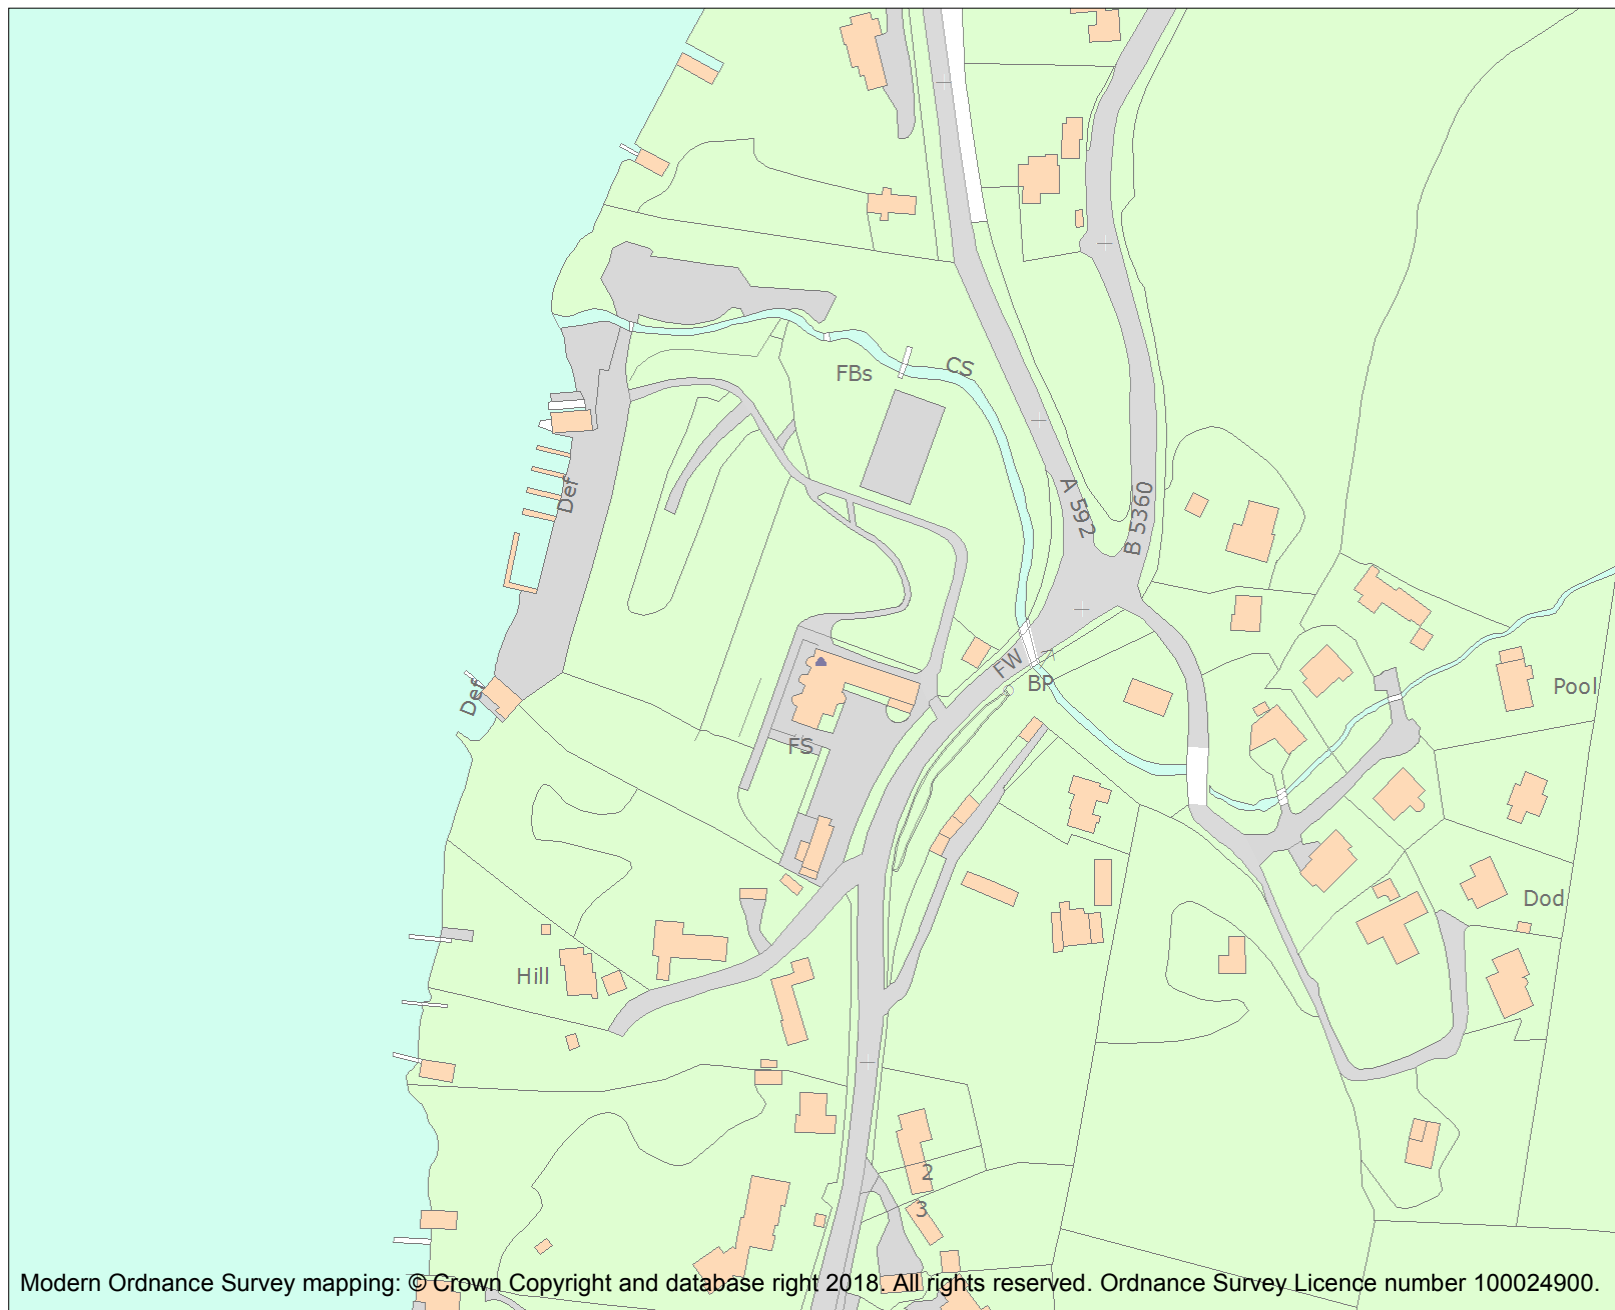 CS
FBs
A 592
B 5360
Def
FW
BP
Pool
Def
FS
Dod
Hill
2
3
Modern Ordnance Survey mapping: © Crown Copyright and database right 2018. All rights reserved. Ordnance Survey Licence number 100024900.